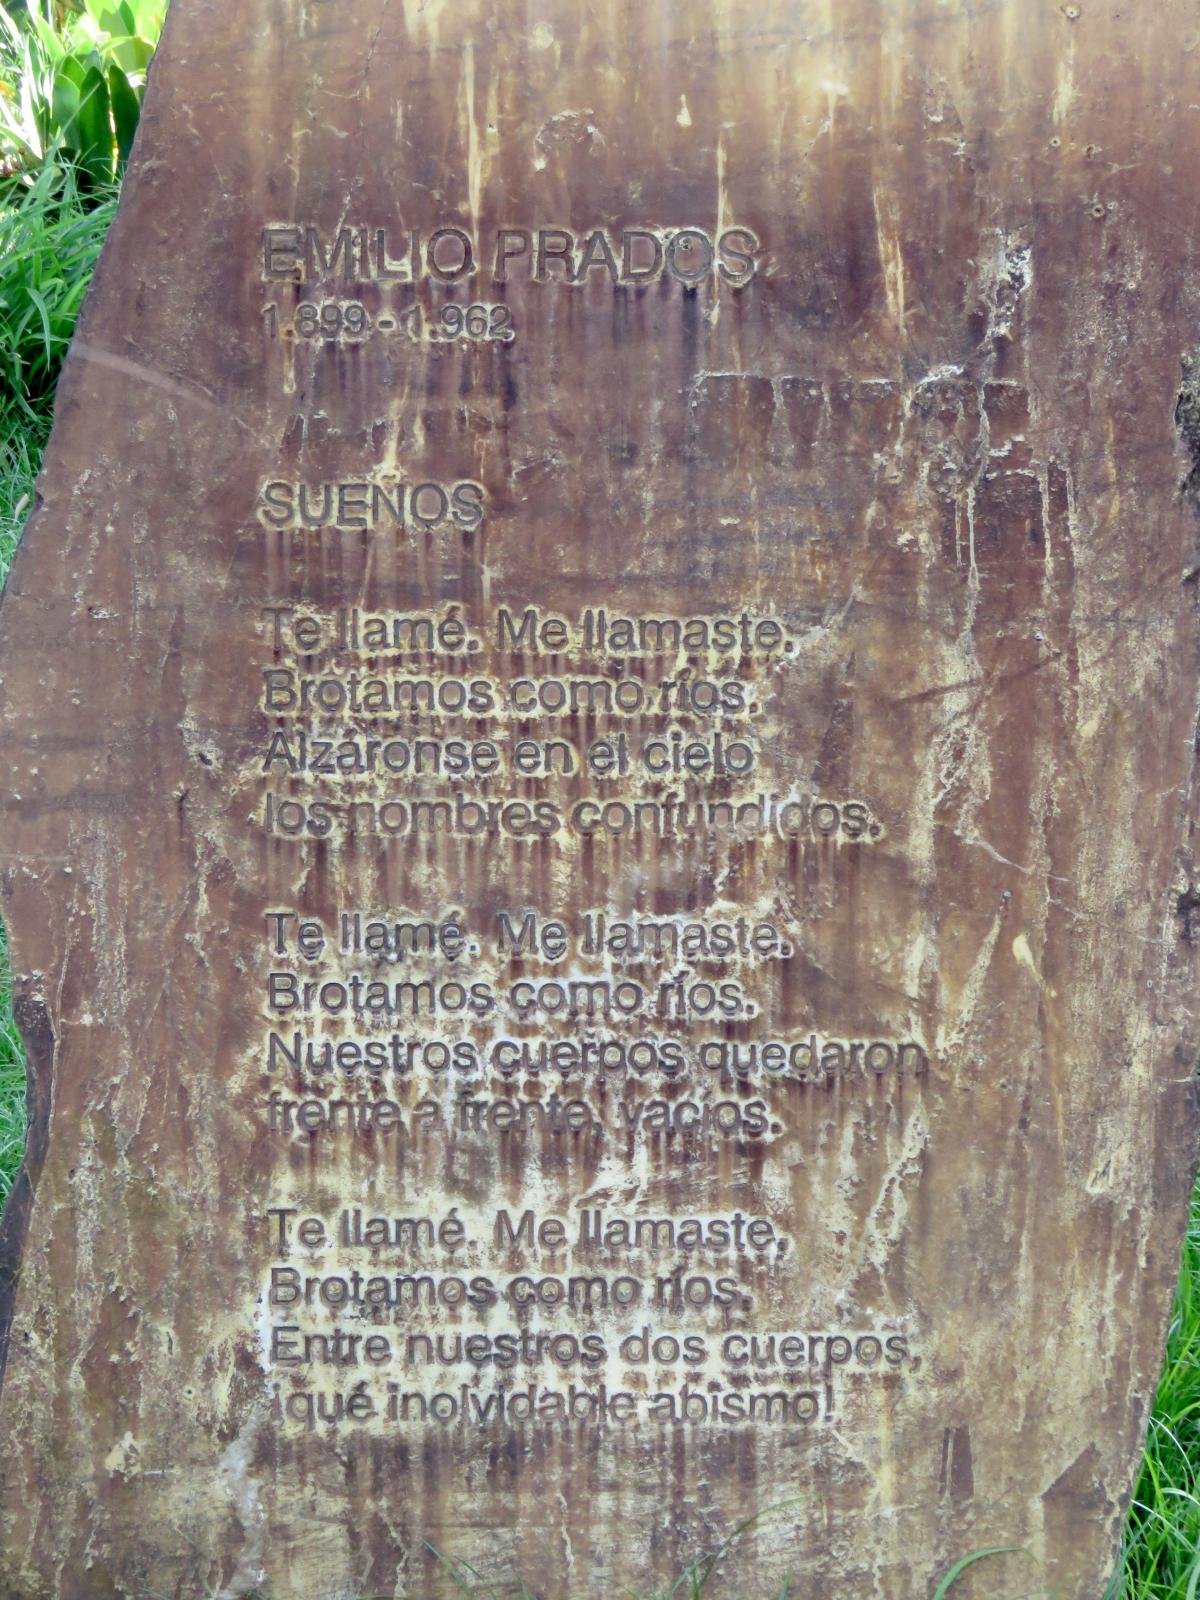 EMILIO PRADOS
1.899 - 1.962
SUEÑOS
Te llamé. Me llamaste.
Brotamos como ríos.
Alzáronse en el cielo
los nombres confundidos.
Te llamé. Me llamaste.
Brotamos como ríos.
Nuestros cuerpos quedaron
frente a frente, vacíos.
Te llamé. Me llamaste.
Brotamos como ríos.
Entre nuestros dos cuerpos,
¡qué inolvidable abismo!